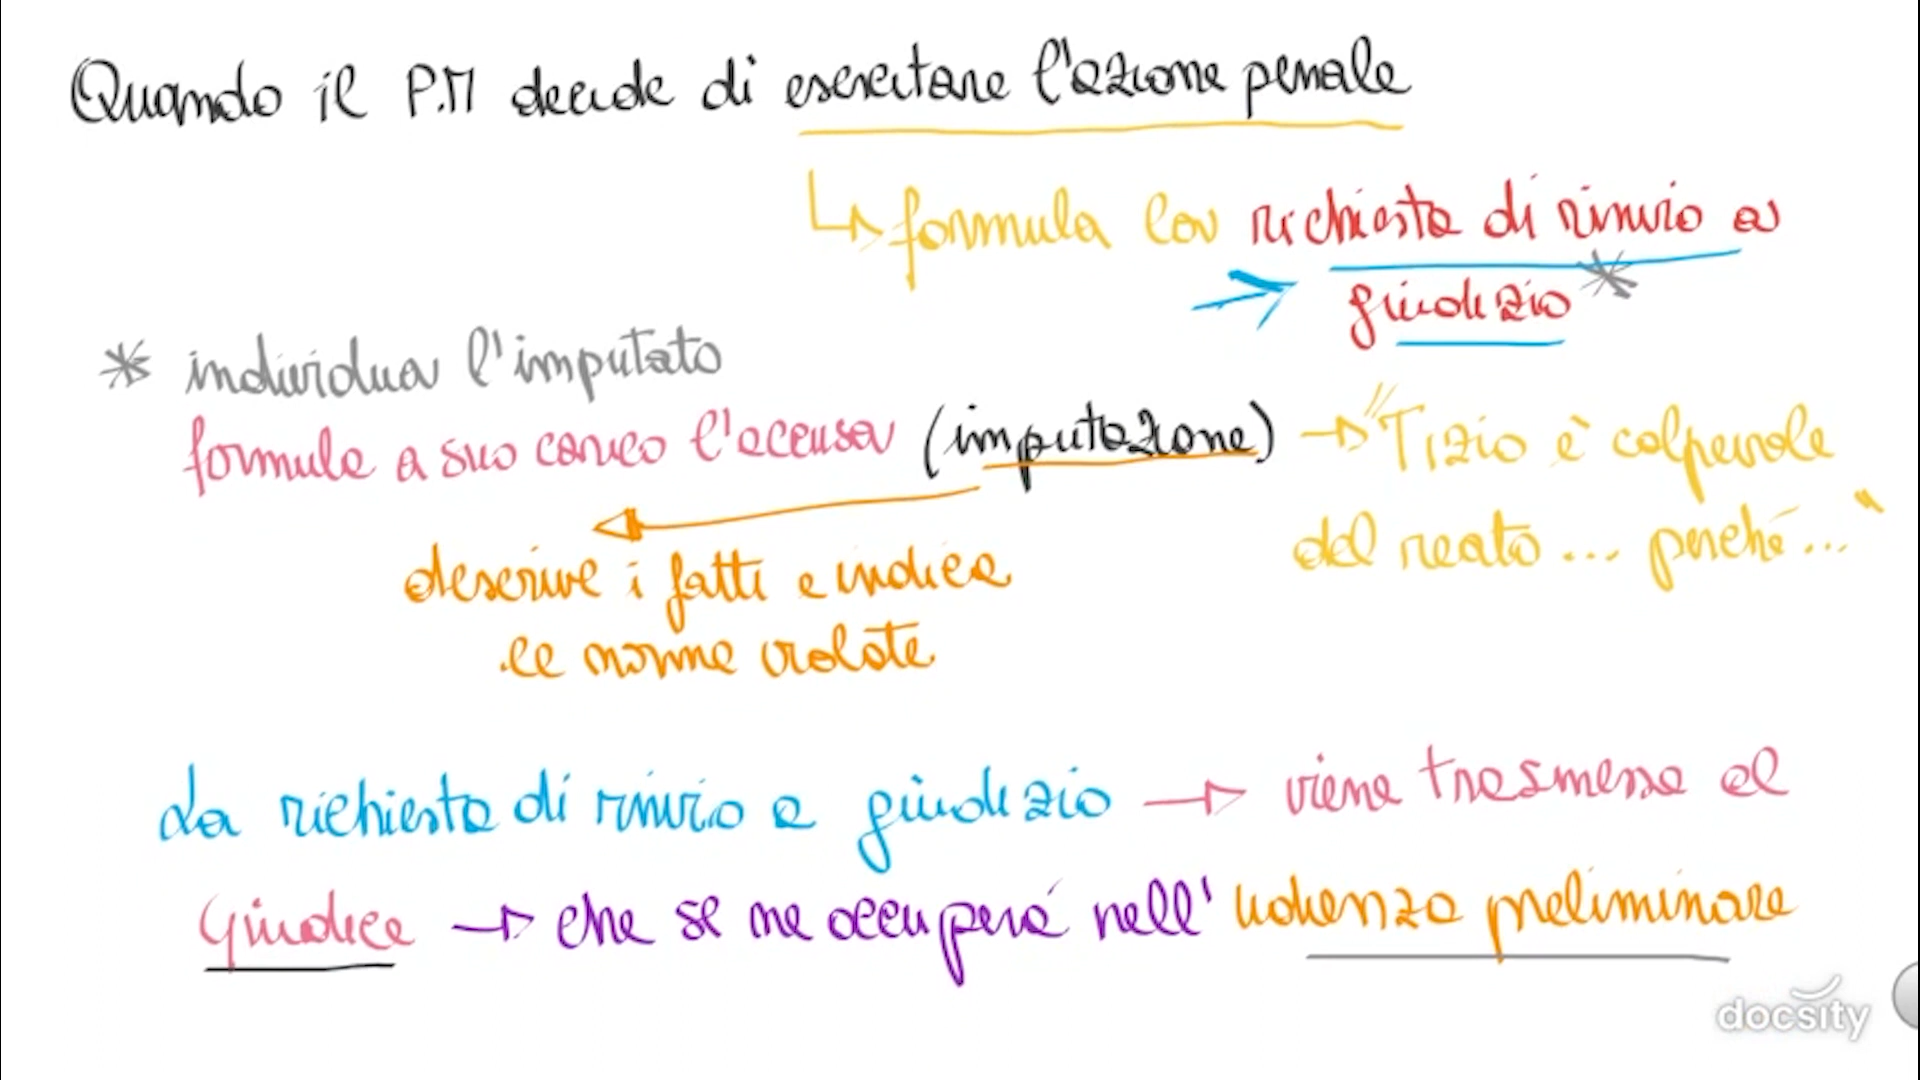 Quando il P.M decide di esercitare l'azione penale
↳ formula la richiesta di rinvio a
→ giudizio *
* individua l'imputato
formula a suo carico l'accusa (imputazione) → "Tizio è colpevole
del reato ... perché ..."
descrive i fatti e indica
le norme violate
La richiesta di rinvio a giudizio → viene trasmessa al
Giudice → che se ne occuperá nell' udienza preliminare
docsity